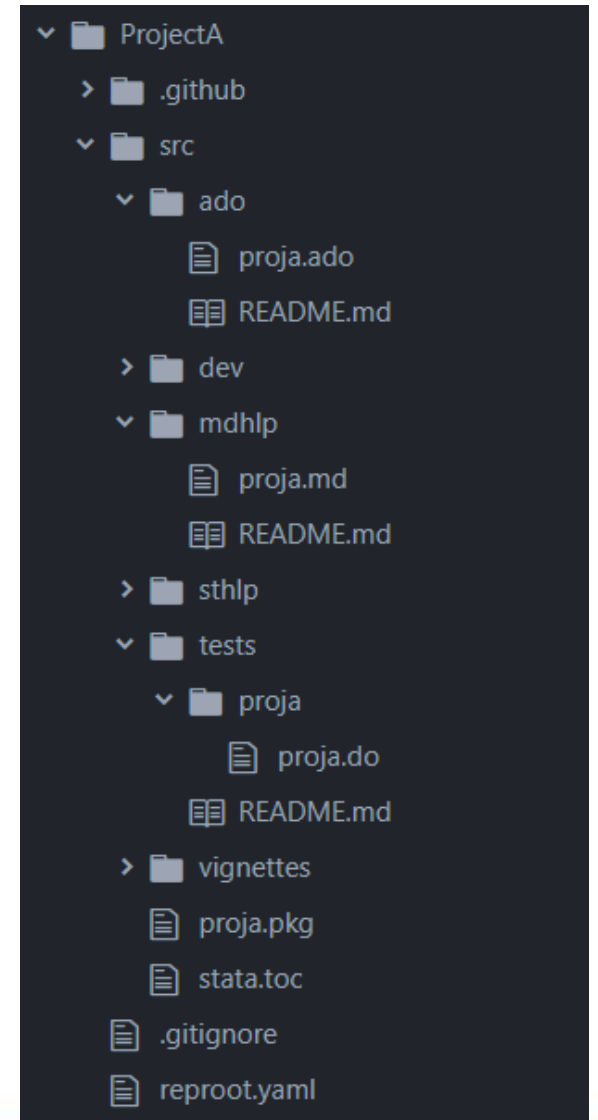 ProjectA
.github
src
ado
proja.ado
README.md
dev
mdhlp
proja.md
README.md
sthlp
tests
proja
proja.do
README.md
vignettes
proja.pkg
stata.toc
.gitignore
reproot.yaml